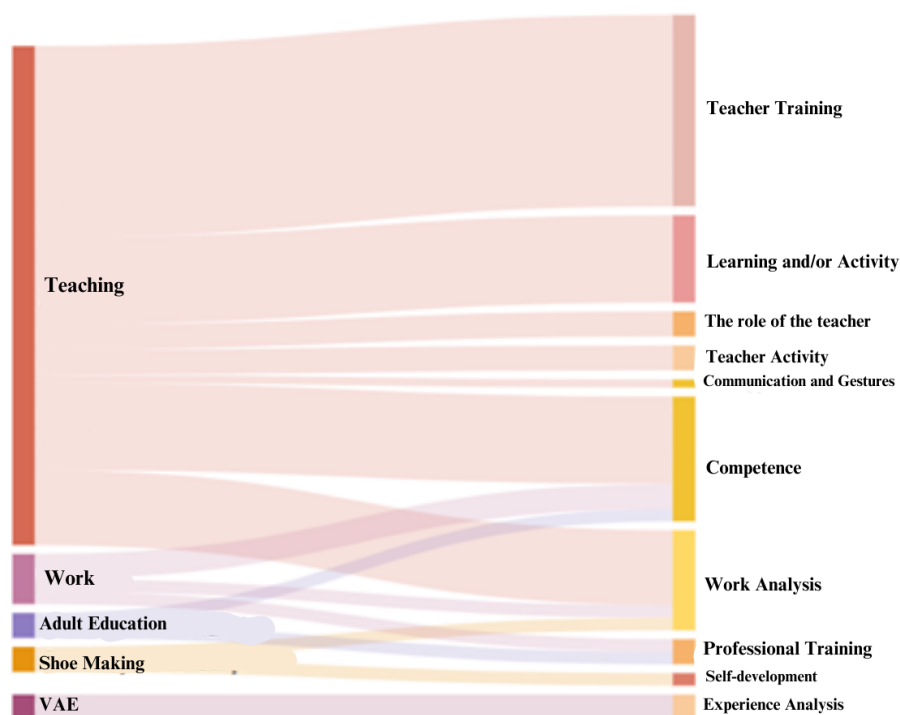 Teaching
Work
Adult Education
Shoe Making
VAE
Teacher Training
Learning and/or Activity
The role of the teacher
Teacher Activity
Communication and Gestures
Competence
Work Analysis
Professional Training
Self-development
Experience Analysis